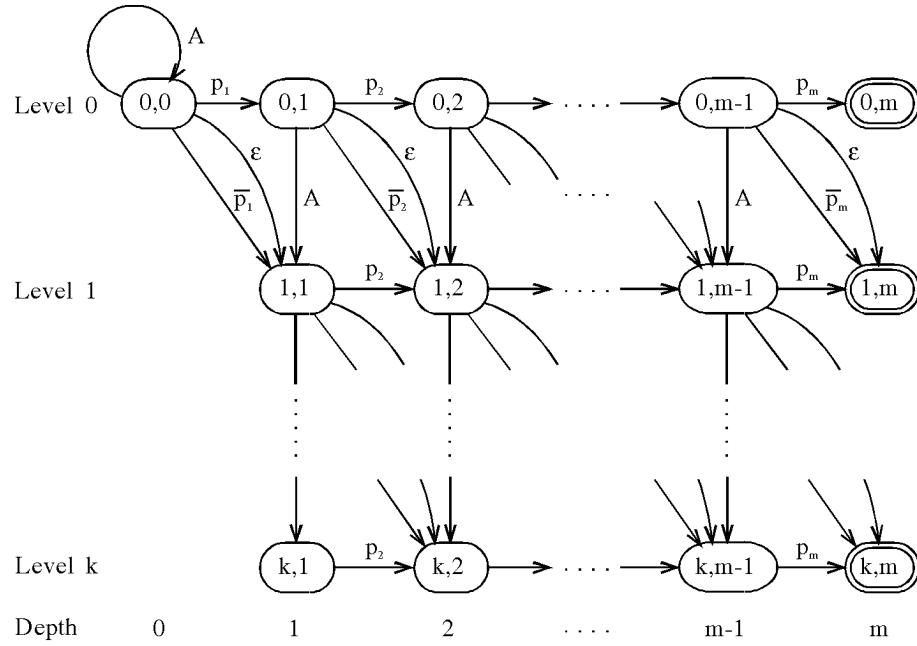 A
p₁ p₂ pₘ
Level 0 0,0 0,1 0,2 . . . . 0,m-1 0,m
ε ε ε
. . . .
p̅₁ A p̅₂ A A p̅ₘ
p₂ pₘ
Level 1 1,1 1,2 . . . . 1,m-1 1,m
p₂ pₘ
Level k k,1 k,2 . . . . k,m-1 k,m
Depth 0 1 2 . . . . m-1 m